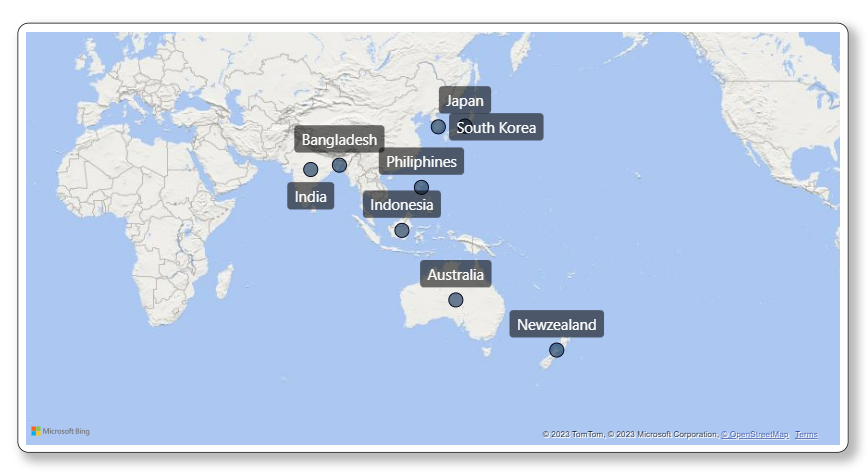 Japan
South Korea
Bangladesh
Philiphines
India
Indonesia
Australia
Newzealand
Microsoft Bing
© 2023 TomTom, © 2023 Microsoft Corporation, © OpenStreetMap Terms